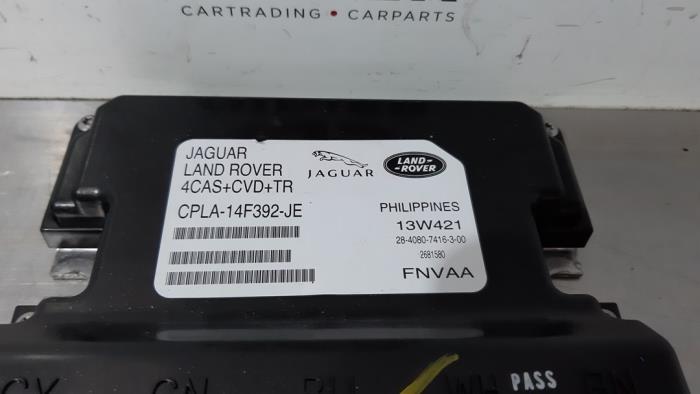 CARTRADING • CARPARTS
JAGUAR
LAND ROVER
4CAS+CVD+TR
CPLA-14F392-JE
JAGUAR
LAND-
-ROVER
PHILIPPINES
13W421
28-4080-7416-3-00
2681580
FNVAA
PASS